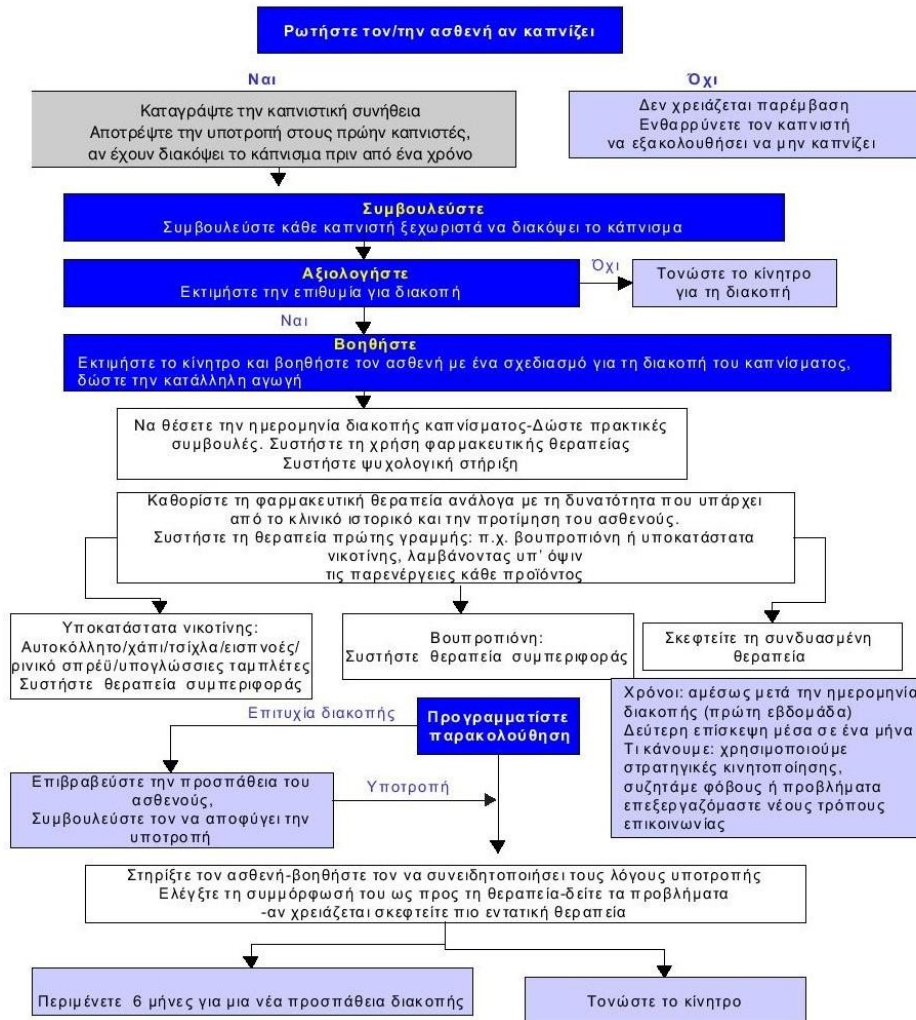 Ρωτήστε τον/την ασθενή αν καπνίζει
Ναι
Όχι
Καταγράψτε την καπνιστική συνήθεια
Αποτρέψτε την υποτροπή στους πρώην καπνιστές,
αν έχουν διακόψει το κάπνισμα πριν από ένα χρόνο
Δεν χρειάζεται παρέμβαση
Ενθαρρύνετε τον καπνιστή
να εξακολουθήσει να μην καπνίζει
Συμβουλεύστε
Συμβουλεύστε κάθε καπνιστή ξεχωριστά να διακόψει το κάπνισμα
Αξιολογήστε
Εκτιμήστε την επιθυμία για διακοπή
Όχι
Τονώστε το κίνητρο
για τη διακοπή
Ναι
Βοηθήστε
Εκτιμήστε το κίνητρο και βοηθήστε τον ασθενή με ένα σχεδιασμό για τη διακοπή του καπνίσματος,
δώστε την κατάλληλη αγωγή
Να θέσετε την ημερομηνία διακοπής καπνίσματος-Δώστε πρακτικές
συμβουλές. Συστήστε τη χρήση φαρμακευτικής θεραπείας
Συστήστε ψυχολογική στήριξη
Καθορίστε τη φαρμακευτική θεραπεία ανάλογα με τη δυνατότητα που υπάρχει
από το κλινικό ιστορικό και την προτίμηση του ασθενούς.
Συστήστε τη θεραπεία πρώτης γραμμής: π.χ. βουπροπιόνη ή υποκατάστατα
νικοτίνης, λαμβάνοντας υπ' όψιν
τις παρενέργειες κάθε προϊόντος
Υποκατάστατα νικοτίνης:
Αυτοκόλλητο/χάπι/τσίχλα/εισπνοές/
ρινικό σπρέϋ/υπογλώσσιες ταμπλέτες
Συστήστε θεραπεία συμπεριφοράς
Βουπροπιόνη:
Συστήστε θεραπεία συμπεριφοράς
Σκεφτείτε τη συνδυασμένη
θεραπεία
Χρόνοι: αμέσως μετά την ημερομηνία
διακοπής (πρώτη εβδομάδα)
Δεύτερη επίσκεψη μέσα σε ένα μήνα
Τι κάνουμε: χρησιμοποιούμε
στρατηγικές κινητοποίησης,
συζητάμε φόβους ή προβλήματα
επεξεργαζόμαστε νέους τρόπους
επικοινωνίας
Επιτυχία διακοπής
Προγραμματίστε
παρακολούθηση
Επιβραβεύστε την προσπάθεια του
ασθενούς,
Συμβουλεύστε τον να αποφύγει την
υποτροπή
Υποτροπή
Στηρίξτε τον ασθενή-βοηθήστε τον να συνειδητοποιήσει τους λόγους υποτροπής
Ελέγξτε τη συμμόρφωσή του ως προς τη θεραπεία-δείτε τα προβλήματα
-αν χρειάζεται σκεφτείτε πιο εντατική θεραπεία
Περιμένετε 6 μήνες για μια νέα προσπάθεια διακοπής
Τονώστε το κίνητρο